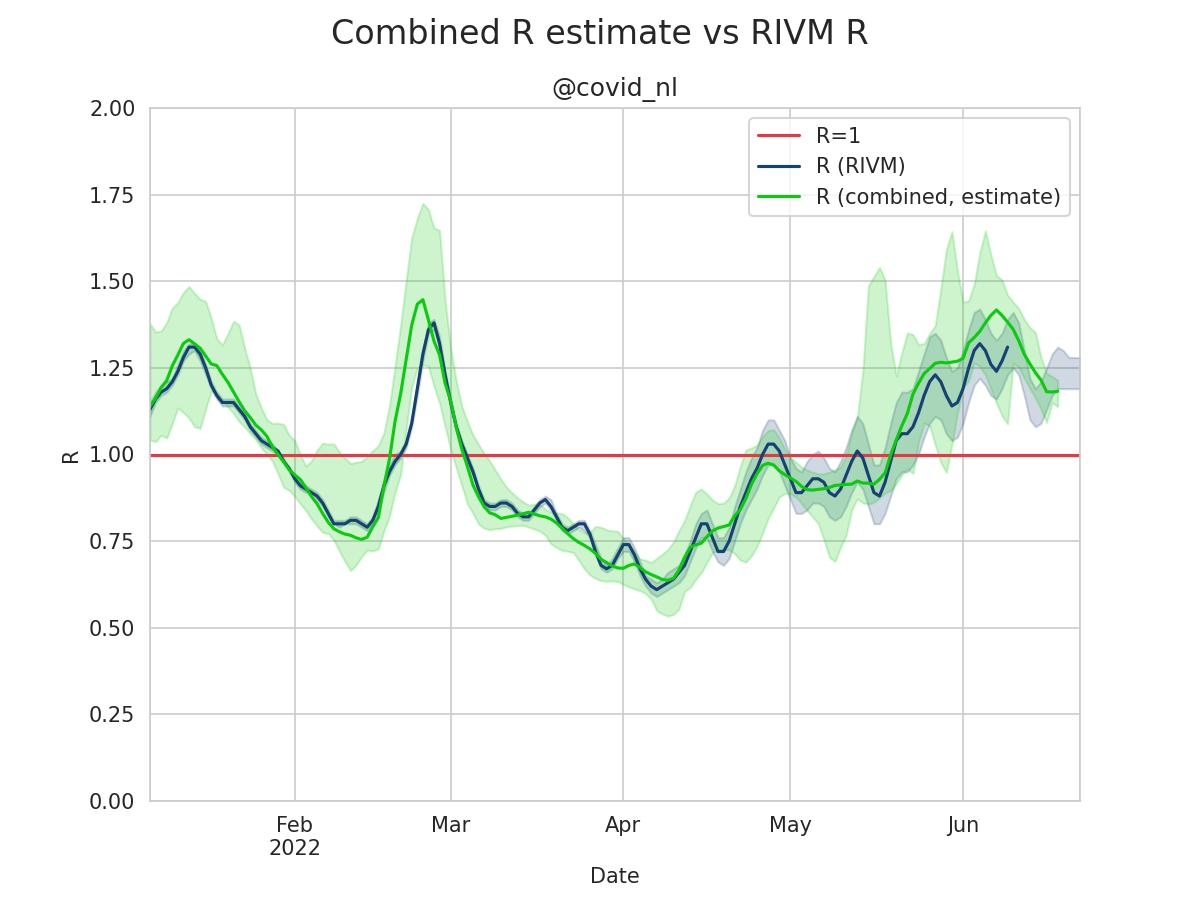 Combined R estimate vs RIVM R
@covid_nl
R=1
R (RIVM)
R (combined, estimate)
2.00
1.75
1.50
1.25
1.00
0.75
0.50
0.25
0.00
R
Feb
2022
Mar
Apr
May
Jun
Date